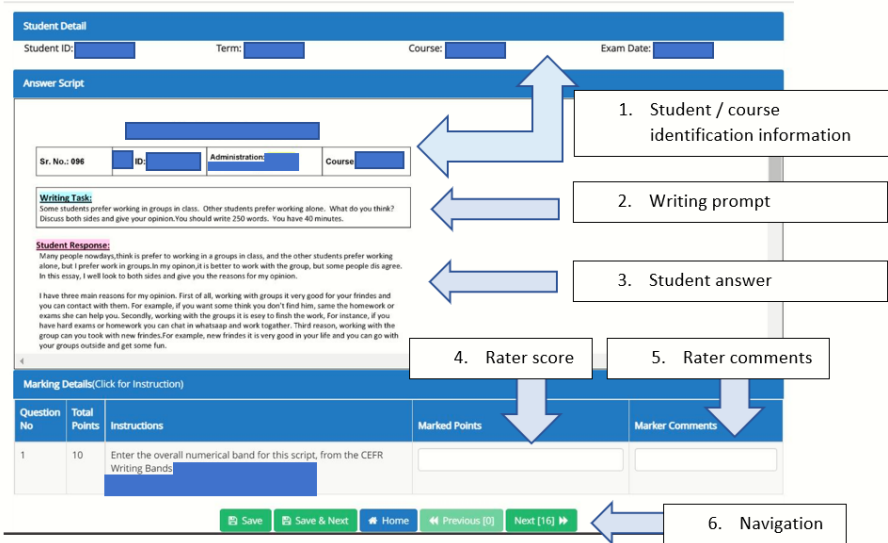 Student Detail
Student ID: Term: Course: Exam Date:
Answer Script
1. Student / course
identification information
Sr. No.: 096 ID: Administration: Course
Writing Task:
Some students prefer working in groups in class. Other students prefer working alone. What do you think?
Discuss both sides and give your opinion.You should write 250 words. You have 40 minutes.
2. Writing prompt
Student Response:
Many people nowdays,think is prefer to working in a groups in class, and the other students prefer working
alone, but I prefer work in groups.In my opinon,it is better to work with the group, but some people dis agree.
In this essay, I well look to both sides and give you the reasons for my opinion.
3. Student answer
I have three main reasons for my opinion. First of all, working with groups it very good for your frindes and
you can contact with them. For example, if you want some think you don't find him, same the homework or
exams she can help you. Secondly, working with the groups it is esey to finsh the work, For instance, if you
have hard exams or homework you can chat in whatsaap and work togather. Third reason, working with the
group can you took with new frindes.For example, new frindes it is very good in your life and you can go with
your groups outside and get some fun.
4. Rater score
5. Rater comments
Marking Details(Click for Instruction)
Question No Total Points Instructions Marked Points Marker Comments
1 10 Enter the overall numerical band for this script, from the CEFR
Writing Bands
Save Save & Next Home Previous [0] Next [16]
6. Navigation